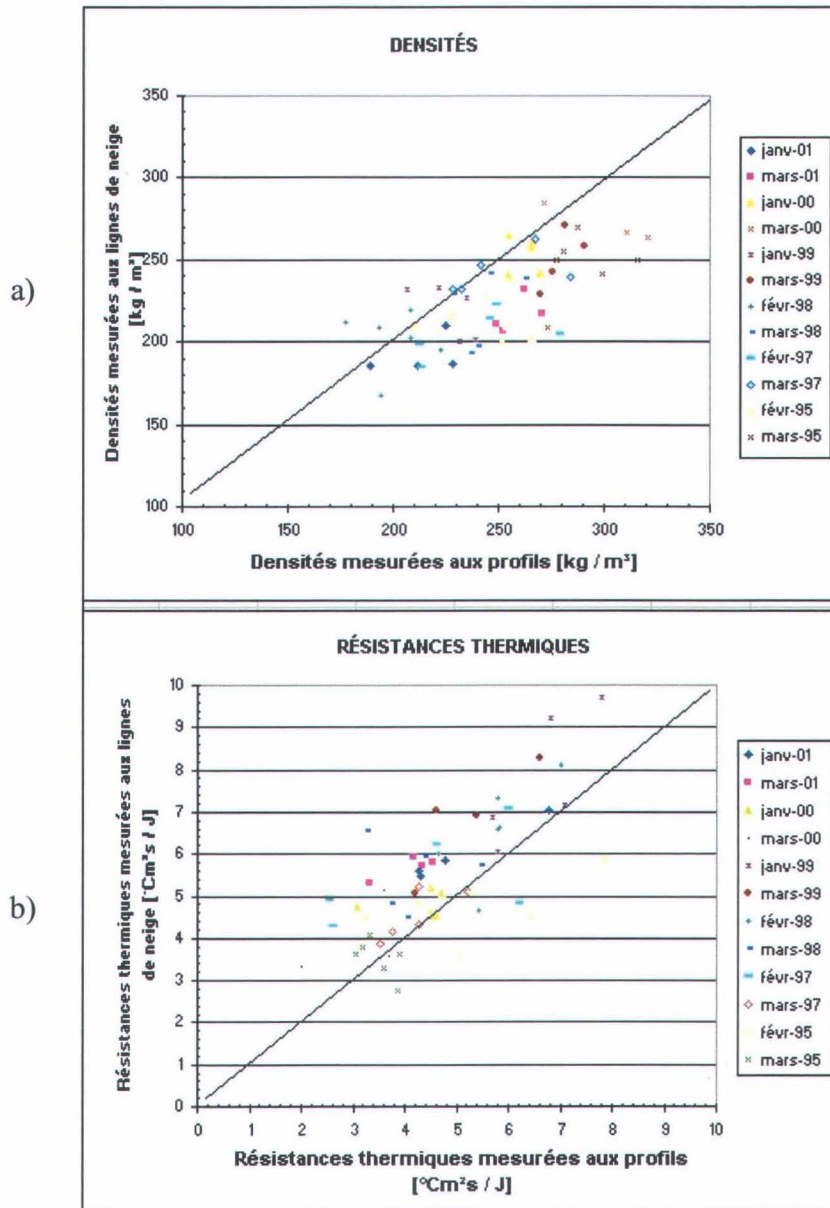 a)
DENSITÉS
Densités mesurées aux lignes de neige
[kg / m³]
350
300
250
200
150
100
100 150 200 250 300 350
Densités mesurées aux profils [kg / m³]
janv-01
mars-01
janv-00
mars-00
janv-99
mars-99
févr-98
mars-98
févr-97
mars-97
févr-95
mars-95
b)
RÉSISTANCES THERMIQUES
Résistances thermiques mesurées aux lignes
de neige [°Cm²s / J]
10
9
8
7
6
5
4
3
2
1
0
0 1 2 3 4 5 6 7 8 9 10
Résistances thermiques mesurées aux profils
[°Cm²s / J]
janv-01
mars-01
janv-00
mars-00
janv-99
mars-99
févr-98
mars-98
févr-97
mars-97
févr-95
mars-95